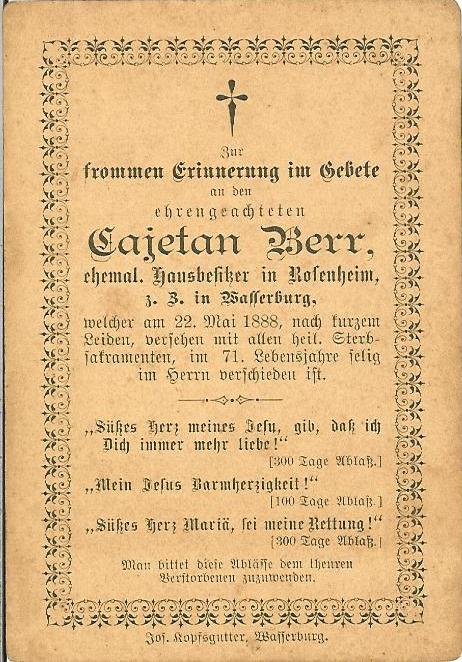 Zur
frommen Erinnerung im Gebete
an den
ehrengeachteten
Cajetan Berr,
ehemal. Hausbesitzer in Rosenheim,
z. Z. in Wasserburg,
welcher am 22. Mai 1888, nach kurzem
Leiden, versehen mit allen heil. Sterb-
sakramenten, im 71. Lebensjahre selig
im Herrn verschieden ist.
„Süßes Herz meines Jesu, gib, daß ich
Dich immer mehr liebe!“
[300 Tage Ablaß.]
„Mein Jesus Barmherzigkeit!“
[100 Tage Ablaß.]
„Süßes Herz Mariä, sei meine Rettung!“
[300 Tage Ablaß.]
Man bittet diese Ablässe dem theuren
Verstorbenen zuzuwenden.
Jos. Kopfsgutter, Wasserburg.